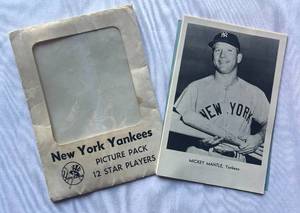 New York Yankees
PICTURE PACK
12 STAR PLAYERS
NEW YORK
MICKEY MANTLE, Yankees